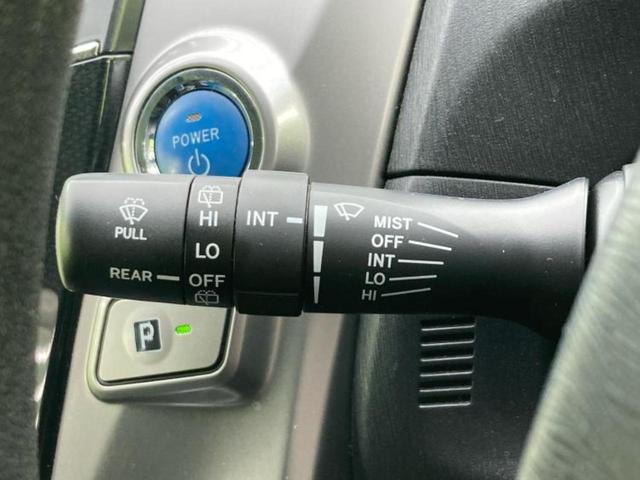 POWER
PULL
REAR
HI
LO
OFF
INT
MIST
OFF
INT
LO
HI
P